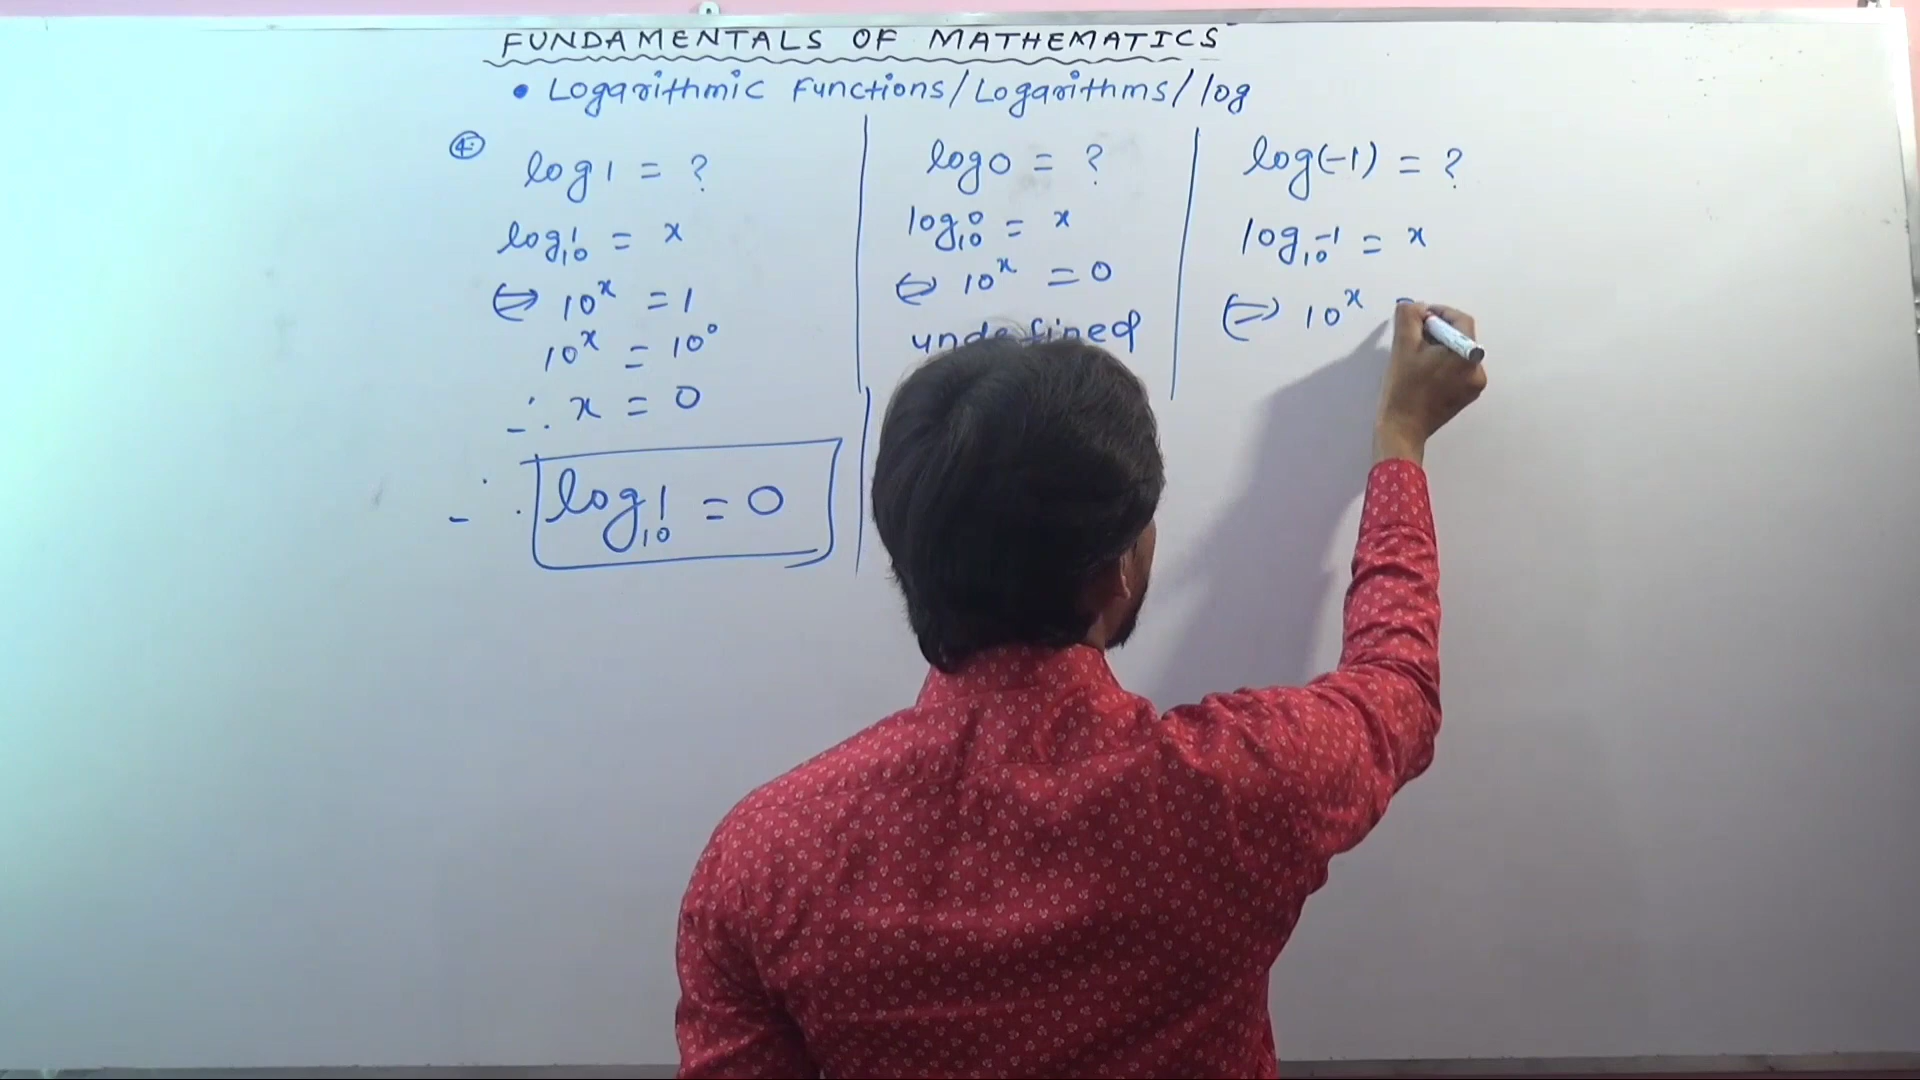 FUNDAMENTALS OF MATHEMATICS
• Logarithmic Functions/Logarithms/log
④
log 1 = ?
log₁₀1 = x
⇔ 10ˣ = 1
10ˣ = 10⁰
∴ x = 0
∴ log₁₀1 = 0
log 0 = ?
log₁₀0 = x
⇔ 10ˣ = 0
undefined
log(-1) = ?
log₁₀-1 = x
⇔ 10ˣ =